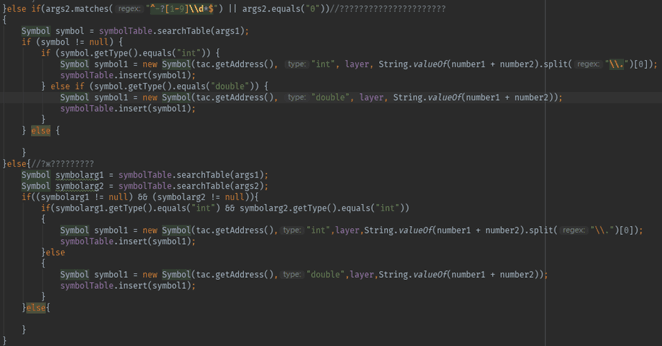 }else if(args2.matches( regex: "^-?[1-9]\\d*$") || args2.equals("0"))//??????????????????????
{
Symbol symbol = symbolTable.searchTable(args1);
if (symbol != null) {
if (symbol.getType().equals("int")) {
Symbol symbol1 = new Symbol(tac.getAddress(), type: "int", layer, String.valueOf(number1 + number2).split( regex: "\\.")[0]);
symbolTable.insert(symbol1);
} else if (symbol.getType().equals("double")) {
Symbol symbol1 = new Symbol(tac.getAddress(), type: "double", layer, String.valueOf(number1 + number2));
symbolTable.insert(symbol1);
}
} else {
}
}else{//?ж?????????
Symbol symbolarg1 = symbolTable.searchTable(args1);
Symbol symbolarg2 = symbolTable.searchTable(args2);
if((symbolarg1 != null) && (symbolarg2 != null)){
if(symbolarg1.getType().equals("int") && symbolarg2.getType().equals("int"))
{
Symbol symbol1 = new Symbol(tac.getAddress(), type: "int",layer,String.valueOf(number1 + number2).split( regex: "\\.")[0]);
symbolTable.insert(symbol1);
}else
{
Symbol symbol1 = new Symbol(tac.getAddress(), type: "double",layer,String.valueOf(number1 + number2));
symbolTable.insert(symbol1);
}
}else{
}
}